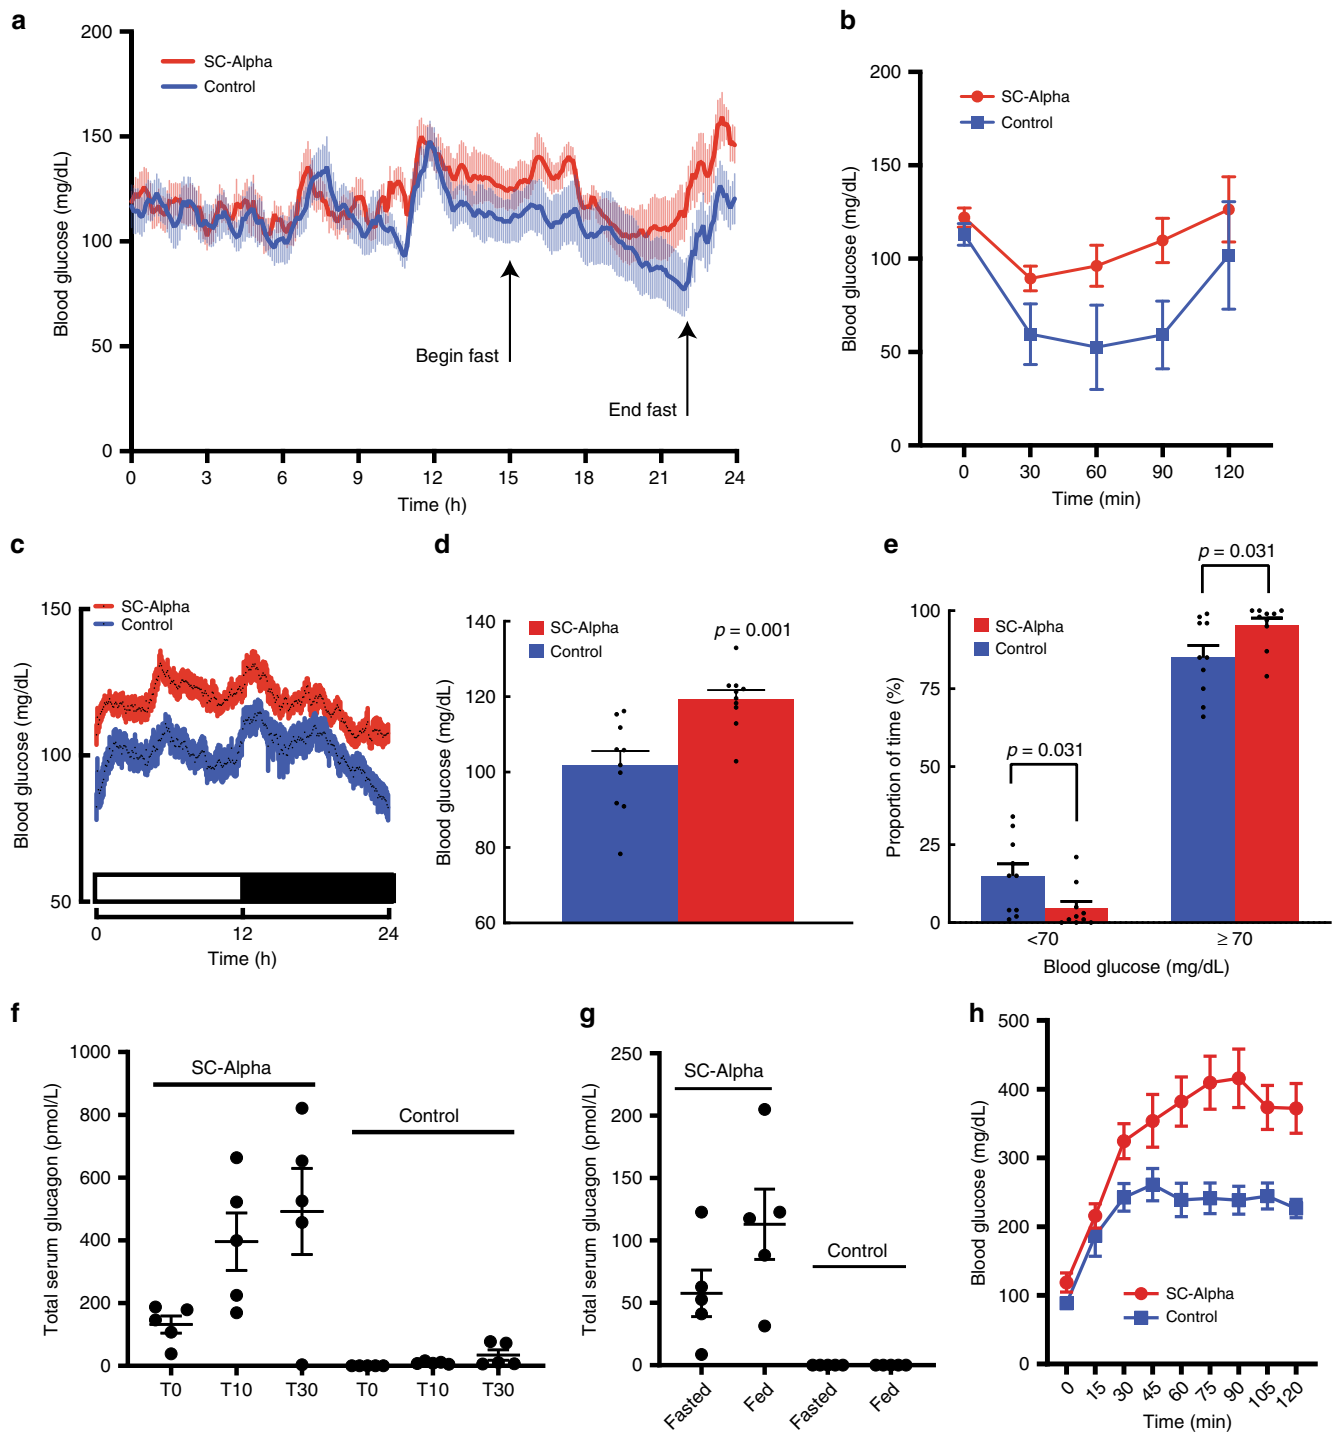 a
200
150
100
50
0
Blood glucose (mg/dL)
SC-Alpha
Control
Begin fast
End fast
0 3 6 9 12 15 18 21 24
Time (h)
b
200
150
100
50
0
Blood glucose (mg/dL)
SC-Alpha
Control
0 30 60 90 120
Time (min)
c
150
100
50
Blood glucose (mg/dL)
SC-Alpha
Control
0 12 24
Time (h)
d
140
120
100
80
60
Blood glucose (mg/dL)
SC-Alpha
Control
p = 0.001
e
p = 0.031
100
75
50
25
0
Proportion of time (%)
SC-Alpha
Control
p = 0.031
<70 ≥ 70
Blood glucose (mg/dL)
f
1000
800
600
400
200
0
Total serum glucagon (pmol/L)
SC-Alpha
Control
T0 T10 T30 T0 T10 T30
g
250
200
150
100
50
0
Total serum glucagon (pmol/L)
SC-Alpha
Control
Fasted Fed Fasted Fed
h
500
400
300
200
100
0
Blood glucose (mg/dL)
SC-Alpha
Control
0 15 30 45 60 75 90 105 120
Time (min)